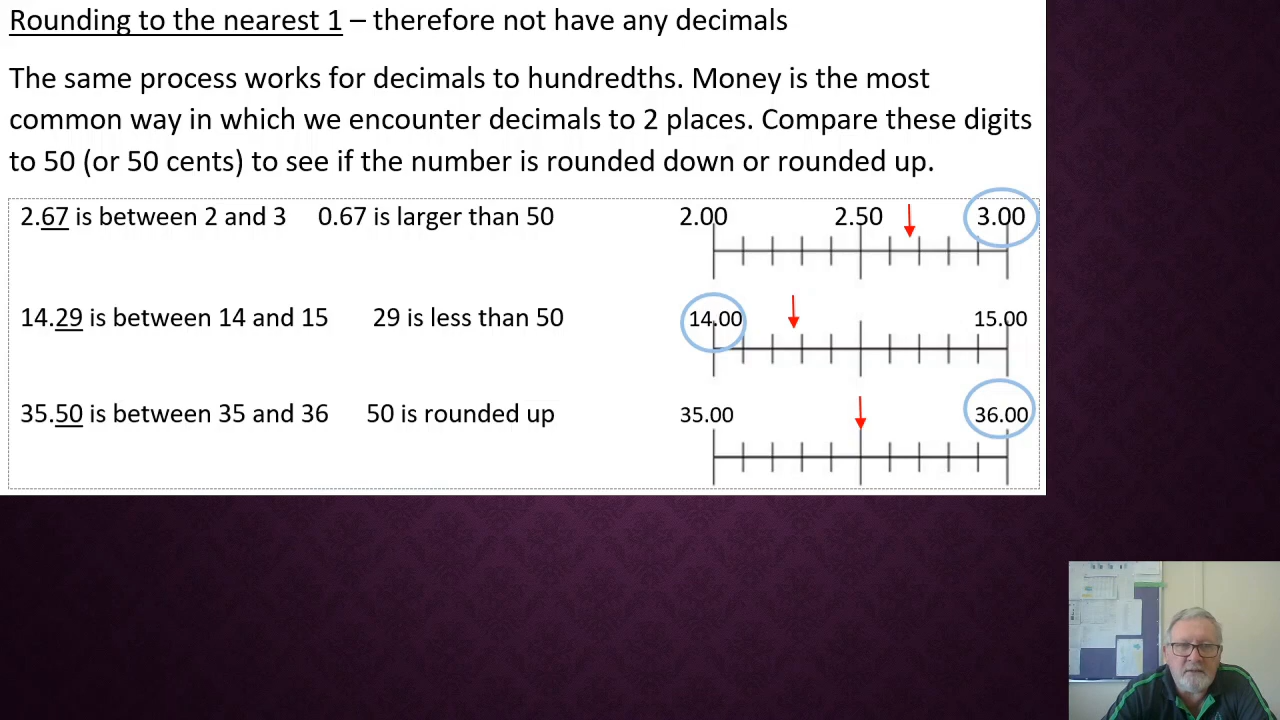 Rounding to the nearest 1 – therefore not have any decimals
The same process works for decimals to hundredths. Money is the most
common way in which we encounter decimals to 2 places. Compare these digits
to 50 (or 50 cents) to see if the number is rounded down or rounded up.
2.67 is between 2 and 3 0.67 is larger than 50 2.00 2.50 3.00
14.29 is between 14 and 15 29 is less than 50 14.00 15.00
35.50 is between 35 and 36 50 is rounded up 35.00 36.00